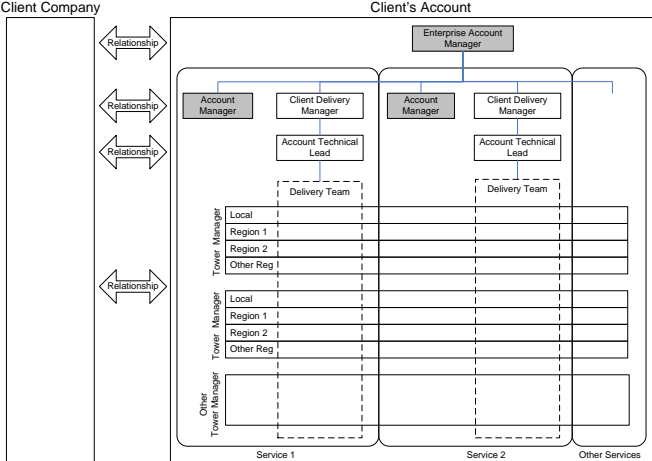 Client Company
Client's Account
Enterprise Account
Manager
Relationship
Relationship
Account
Manager
Client Delivery
Manager
Account
Manager
Client Delivery
Manager
Relationship
Account Technical
Lead
Account Technical
Lead
Delivery Team
Delivery Team
Tower Manager
Local
Region 1
Region 2
Other Reg
Relationship
Tower Manager
Local
Region 1
Region 2
Other Reg
Other
Tower Manager
Service 1
Service 2
Other Services